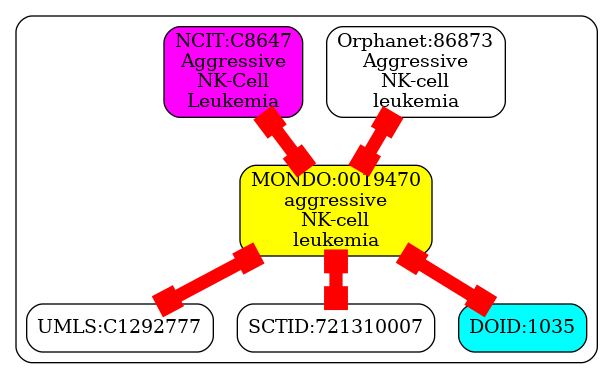 NCIT:C8647
Aggressive
NK-Cell
Leukemia
Orphanet:86873
Aggressive
NK-cell
leukemia
MONDO:0019470
aggressive
NK-cell
leukemia
UMLS:C1292777
SCTID:721310007
DOID:1035